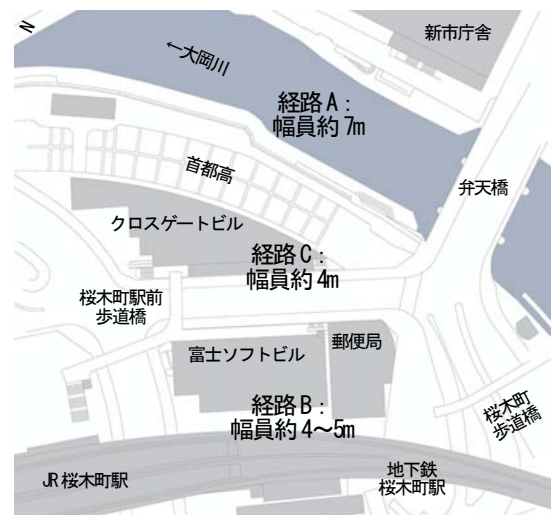 N
新市庁舎
←大岡川
経路A：
幅員約7m
首都高
弁天橋
クロスゲートビル
経路C：
幅員約4m
桜木町駅前
歩道橋
郵便局
富士ソフトビル
経路B：
幅員約4～5m
桜木町
歩道橋
JR桜木町駅
地下鉄
桜木町駅